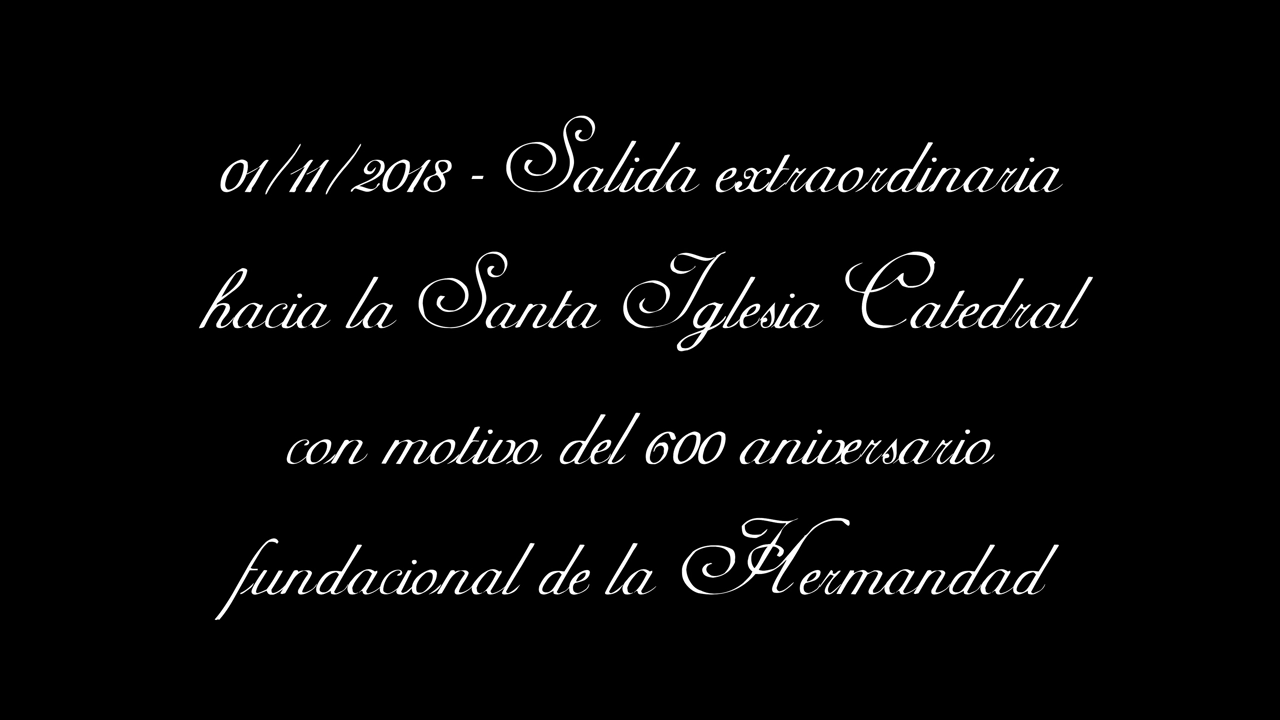 01/11/2018 - Salida extraordinaria
hacia la Santa Iglesia Catedral
con motivo del 600 aniversario
fundacional de la Hermandad